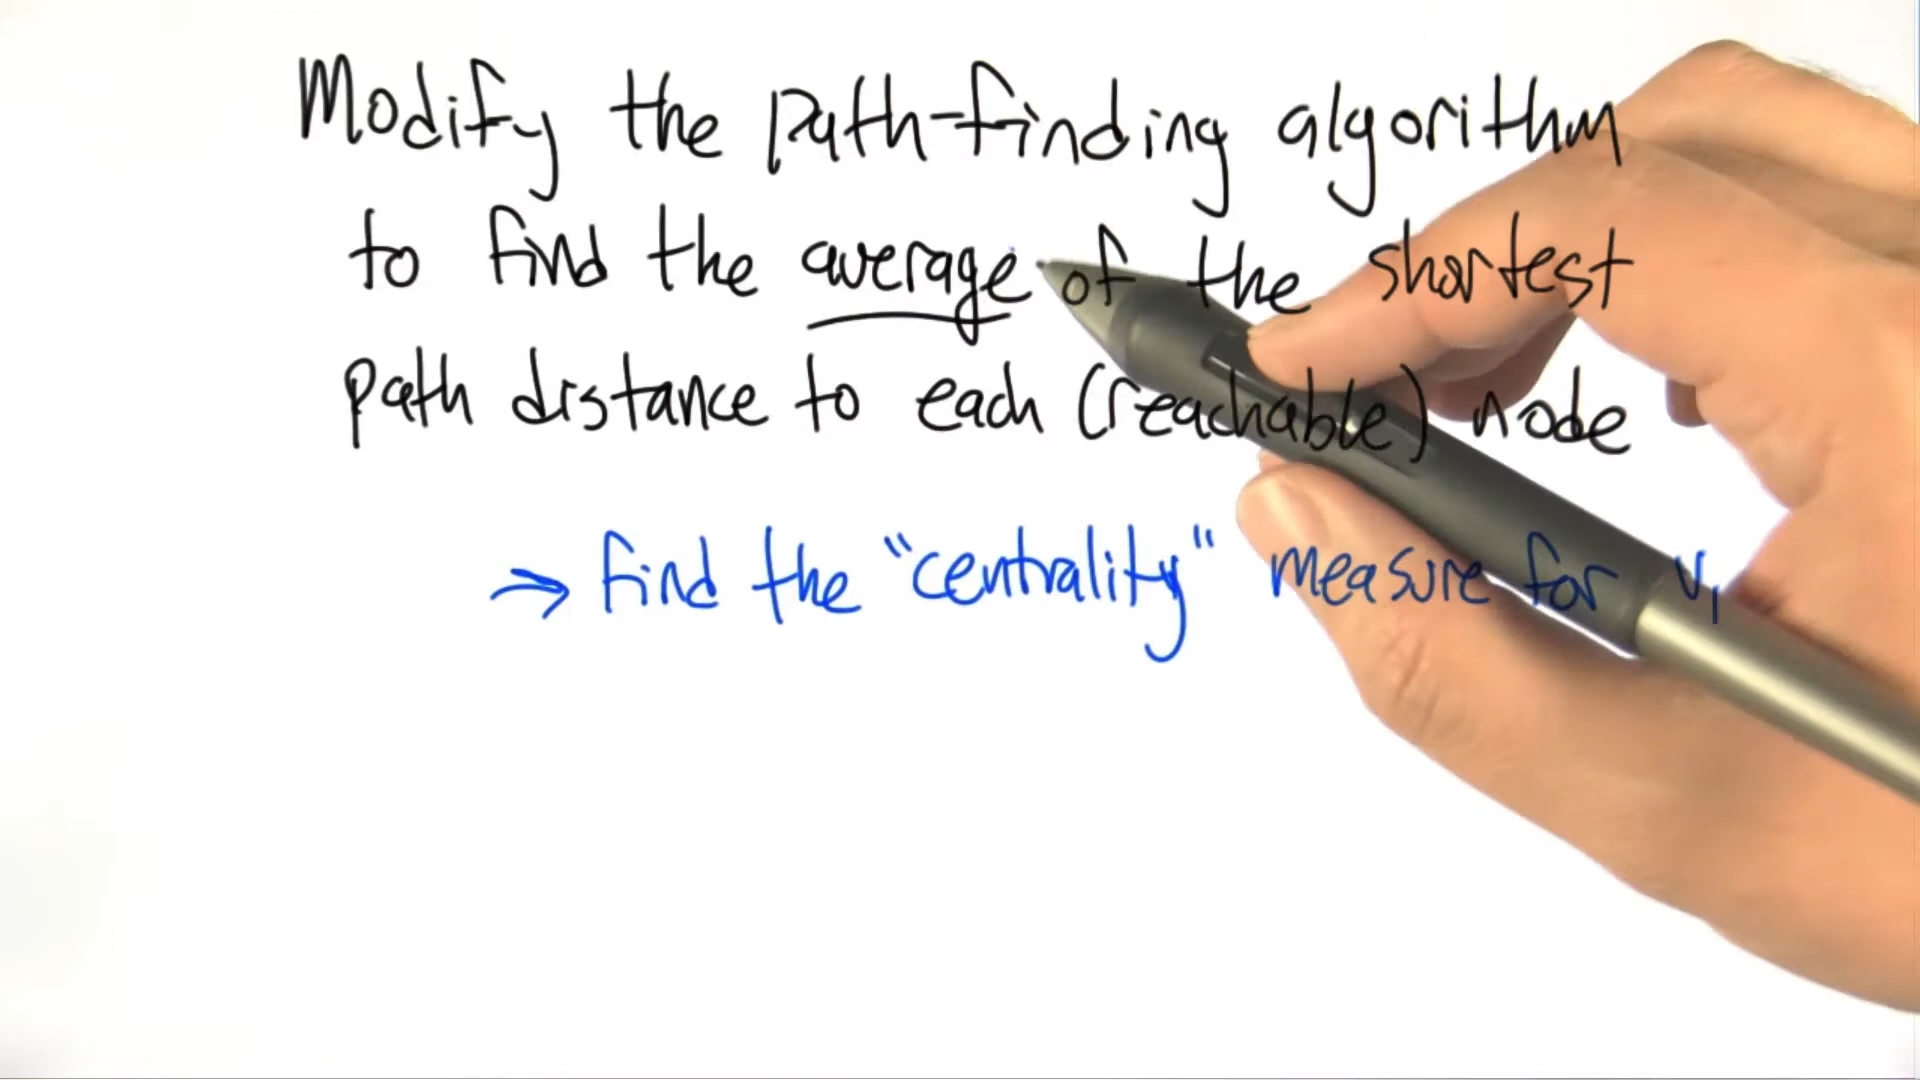 Modify the path-finding algorithm
to find the average of the shortest
path distance to each (reachable) node
⇒ find the "centrality" measure for v₁